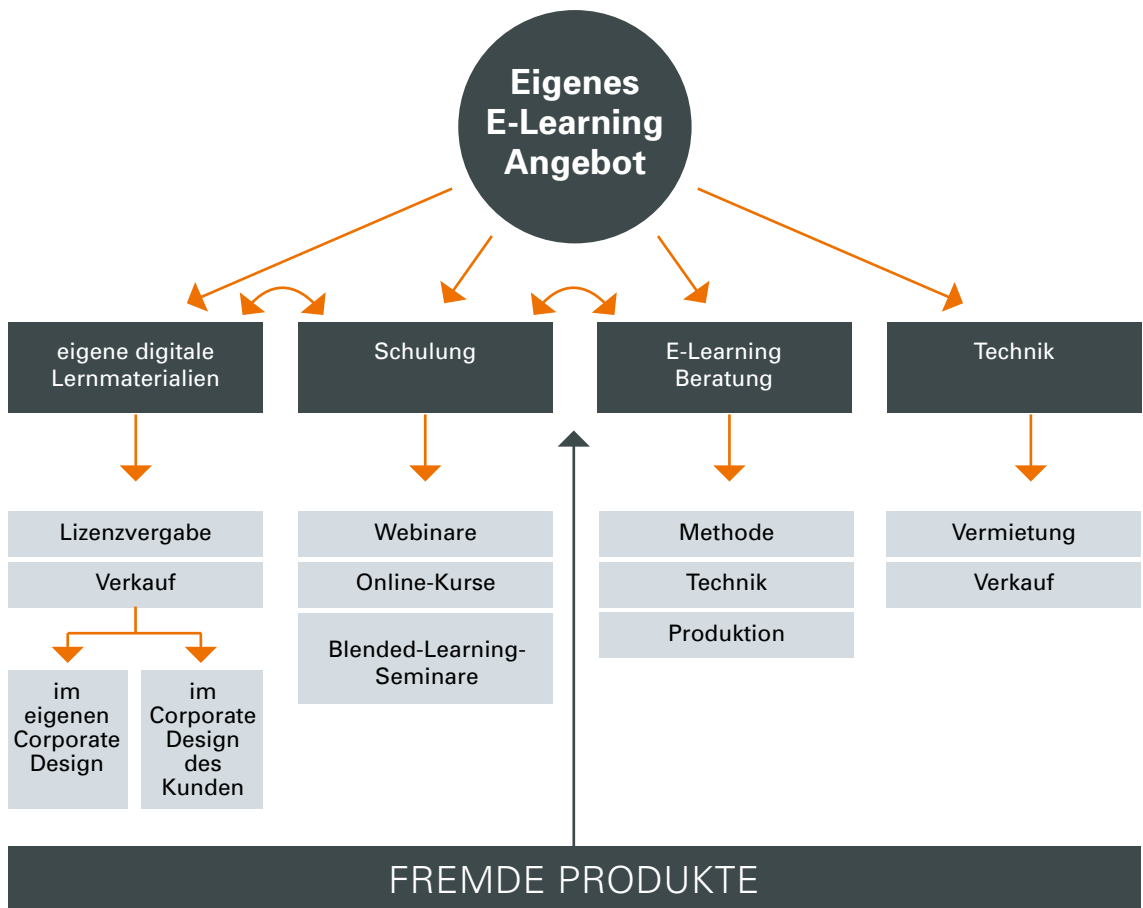 Eigenes
E-Learning
Angebot
eigene digitale
Lernmaterialien
Schulung
E-Learning
Beratung
Technik
Lizenzvergabe
Verkauf
im
eigenen
Corporate
Design
im
Corporate
Design
des
Kunden
Webinare
Online-Kurse
Blended-Learning-
Seminare
Methode
Technik
Produktion
Vermietung
Verkauf
FREMDE PRODUKTE